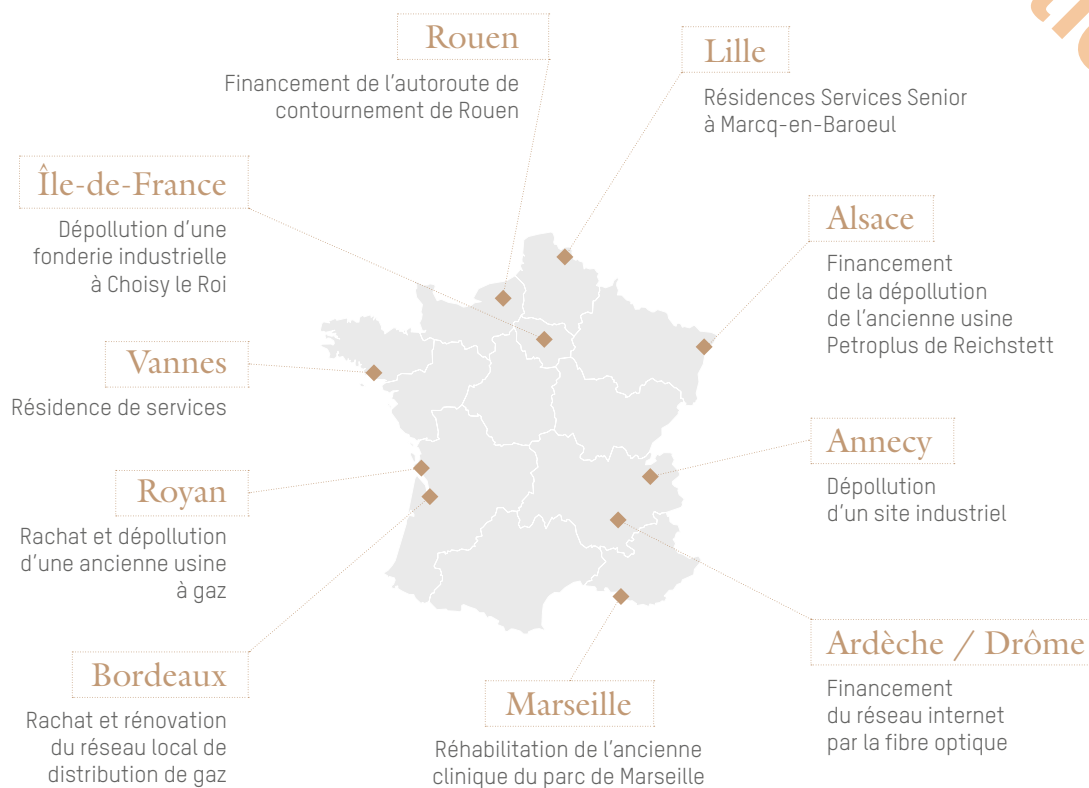 Rouen
Financement de l'autoroute de
contournement de Rouen
Lille
Résidences Services Senior
à Marcq-en-Baroeul
Île-de-France
Dépollution d'une
fonderie industrielle
à Choisy le Roi
Alsace
Financement
de la dépollution
de l'ancienne usine
Petroplus de Reichstett
Vannes
Résidence de services
Annecy
Dépollution
d'un site industriel
Royan
Rachat et dépollution
d'une ancienne usine
à gaz
Ardèche / Drôme
Financement
du réseau internet
par la fibre optique
Bordeaux
Rachat et rénovation
du réseau local de
distribution de gaz
Marseille
Réhabilitation de l'ancienne
clinique du parc de Marseille